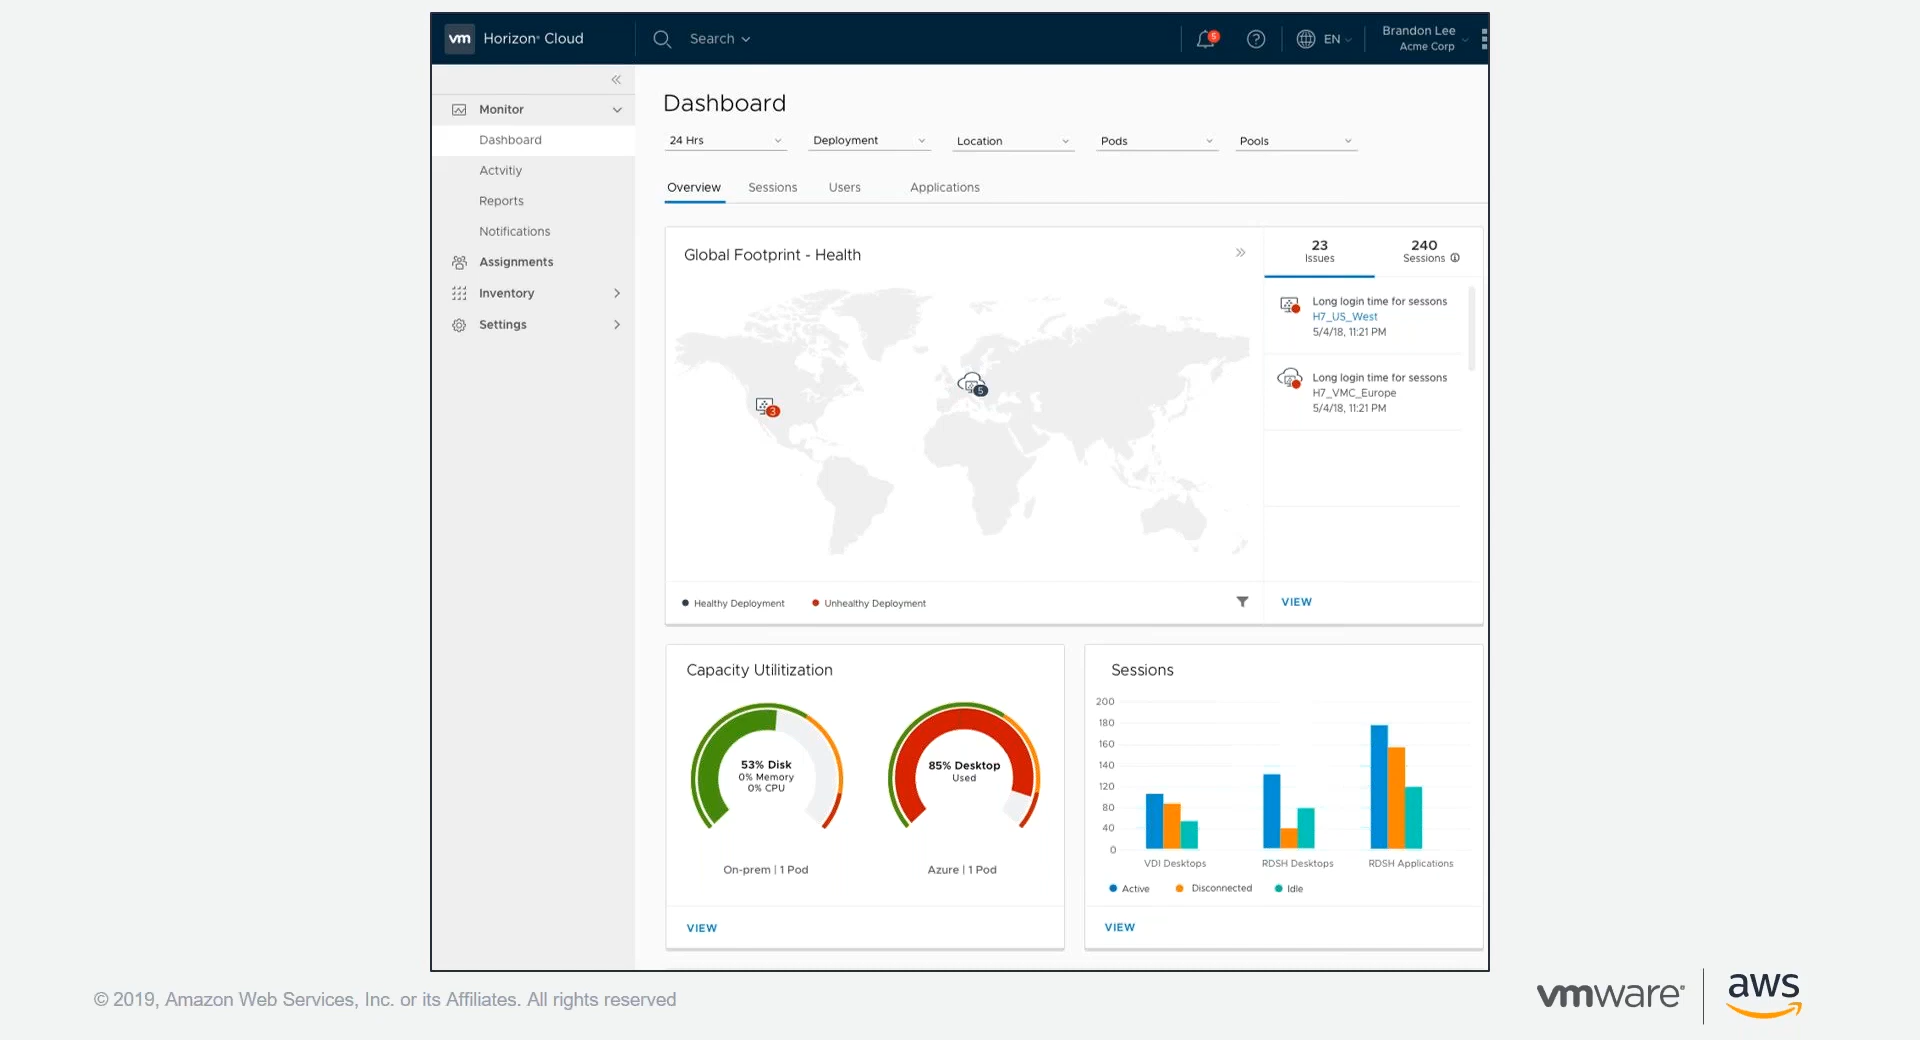 vm Horizon® Cloud Search 5 EN Brandon Lee
Acme Corp
Monitor
Dashboard
Actvitiy
Reports
Notifications
Assignments
Inventory
Settings
Dashboard
24 Hrs Deployment Location Pods Pools
Overview Sessions Users Applications
Global Footprint - Health
3
5
Healthy Deployment Unhealthy Deployment
23 240
Issues Sessions
Long login time for sessons
H7_US_West
5/4/18, 11:21 PM
Long login time for sessons
H7_VMC_Europe
5/4/18, 11:21 PM
VIEW
Capacity Utilitization
53% Disk
0% Memory
0% CPU
On-prem | 1 Pod
85% Desktop
Used
Azure | 1 Pod
VIEW
Sessions
200
180
160
140
120
80
40
0
VDI Desktops RDSH Desktops RDSH Applications
Active Disconnected Idle
VIEW
© 2019, Amazon Web Services, Inc. or its Affiliates. All rights reserved
vmware® aws